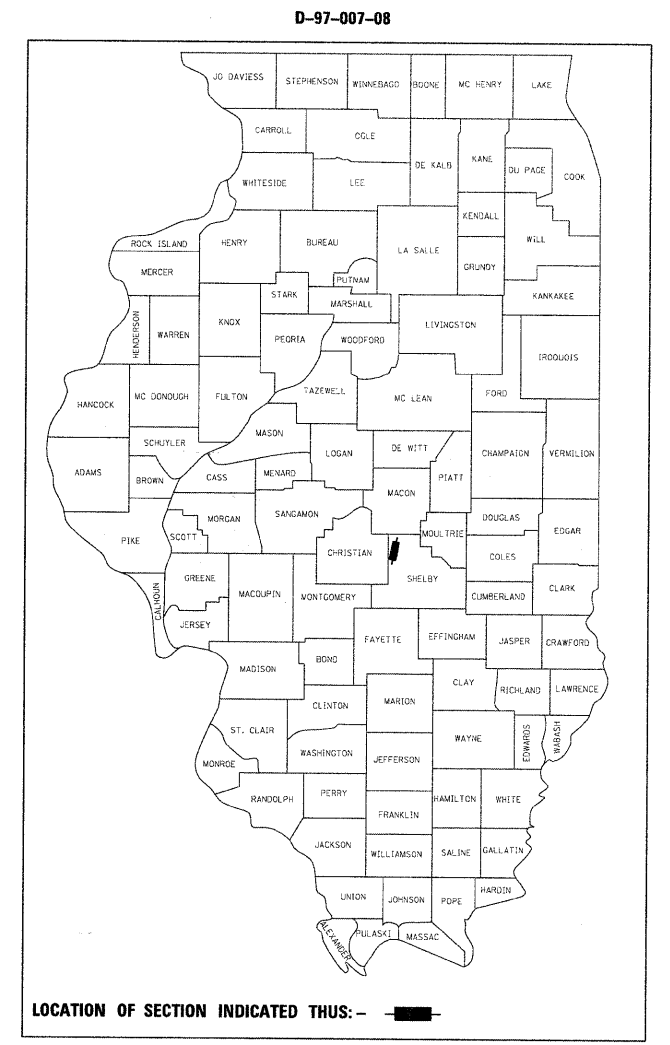 D-97-007-08
JO DAVIESS STEPHENSON WINNEBAGO BOONE MC HENRY LAKE
CARROLL OGLE
DE KALB KANE DU PAGE COOK
WHITESIDE LEE
KENDALL
ROCK ISLAND HENRY BUREAU LA SALLE GRUNDY WILL
MERCER PUTNAM
STARK MARSHALL KANKAKEE
HENDERSON WARREN KNOX PEORIA WOODFORD LIVINGSTON IROQUOIS
HANCOCK MC DONOUGH FULTON TAZEWELL MC LEAN FORD
SCHUYLER MASON
ADAMS BROWN CASS MENARD LOGAN DE WITT PIATT CHAMPAIGN VERMILION
MACON
PIKE SCOTT MORGAN SANGAMON MOULTRIE DOUGLAS EDGAR
CHRISTIAN COLES
CALHOUN GREENE MACOUPIN MONTGOMERY SHELBY CUMBERLAND CLARK
JERSEY FAYETTE EFFINGHAM JASPER CRAWFORD
MADISON BOND
CLAY RICHLAND LAWRENCE
CLINTON MARION
ST. CLAIR WAYNE EDWARDS WABASH
MONROE WASHINGTON JEFFERSON
RANDOLPH PERRY FRANKLIN HAMILTON WHITE
JACKSON WILLIAMSON SALINE GALLATIN
UNION JOHNSON POPE HARDIN
ALEXANDER PULASKI MASSAC
LOCATION OF SECTION INDICATED THUS:-